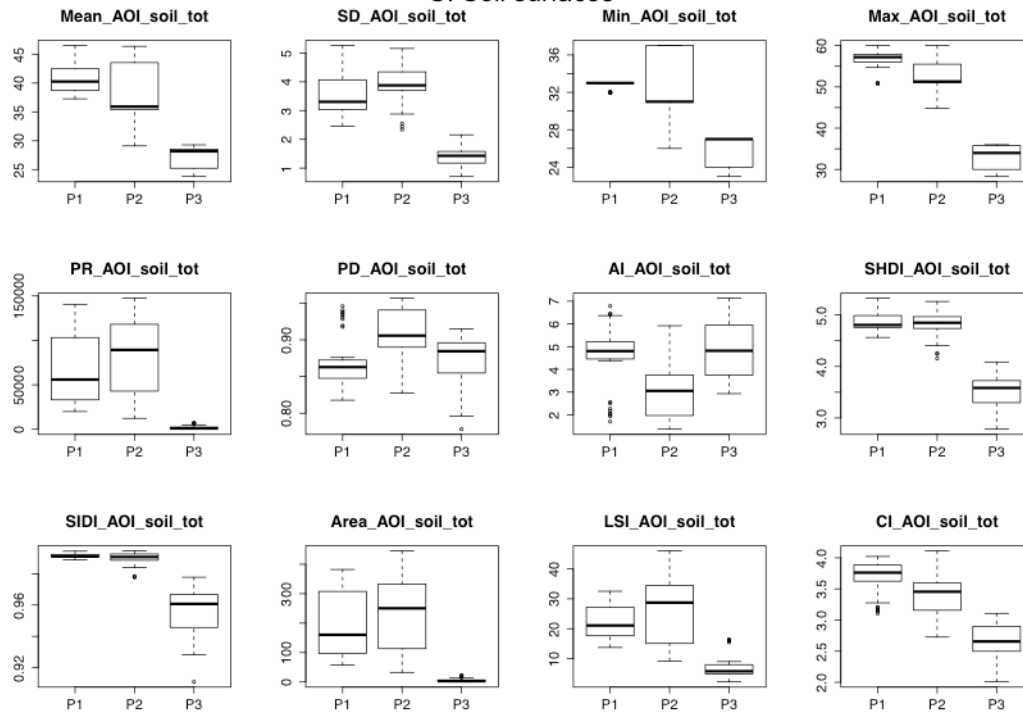 C. Soil surfaces
Mean_AOI_soil_tot SD_AOI_soil_tot Min_AOI_soil_tot Max_AOI_soil_tot
45 40 35 30 25
5 4 3 2 1
36 32 28 24
60 50 40 30
P1 P2 P3 P1 P2 P3 P1 P2 P3 P1 P2 P3
PR_AOI_soil_tot PD_AOI_soil_tot AI_AOI_soil_tot SHDI_AOI_soil_tot
150000 50000 0
0.90 0.80
7 6 5 4 3 2
5.0 4.0 3.0
P1 P2 P3 P1 P2 P3 P1 P2 P3 P1 P2 P3
SIDI_AOI_soil_tot Area_AOI_soil_tot LSI_AOI_soil_tot CI_AOI_soil_tot
0.96 0.92
300 100 0
40 30 20 10
4.0 3.5 3.0 2.5 2.0
P1 P2 P3 P1 P2 P3 P1 P2 P3 P1 P2 P3